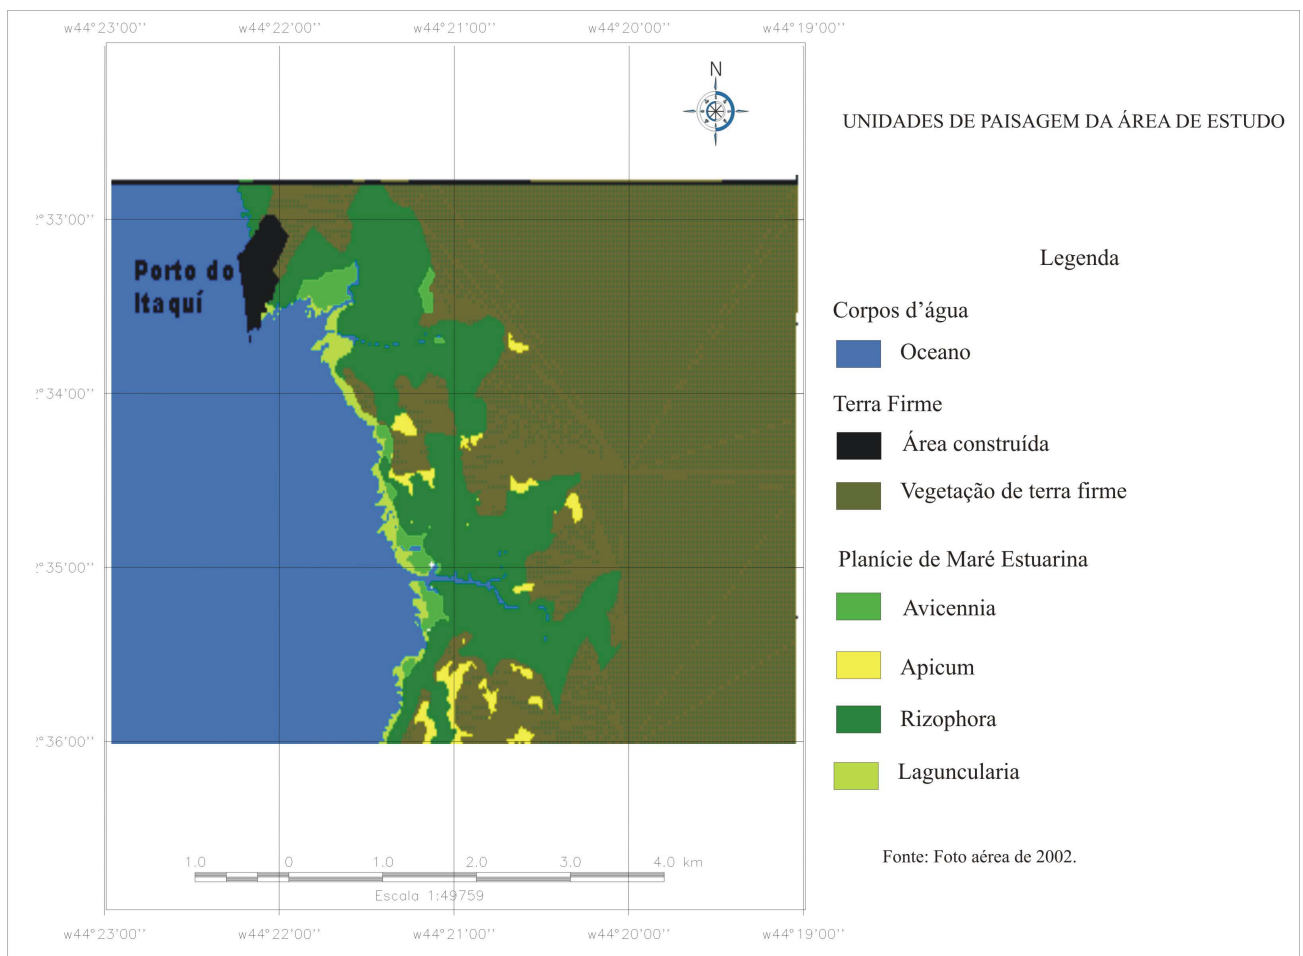 w44°23'00'' w44°22'00'' w44°21'00'' w44°20'00'' w44°19'00''
N
UNIDADES DE PAISAGEM DA ÁREA DE ESTUDO
2°33'00''
Porto do
Itaquí
2°34'00''
2°35'00''
2°36'00''
Legenda
Corpos d'água
Oceano
Terra Firme
Área construída
Vegetação de terra firme
Planície de Maré Estuarina
Avicennia
Apicum
Rizophora
Laguncularia
Fonte: Foto aérea de 2002.
1.0 0 1.0 2.0 3.0 4.0 km
Escala 1:49759
w44°23'00'' w44°22'00'' w44°21'00'' w44°20'00'' w44°19'00''